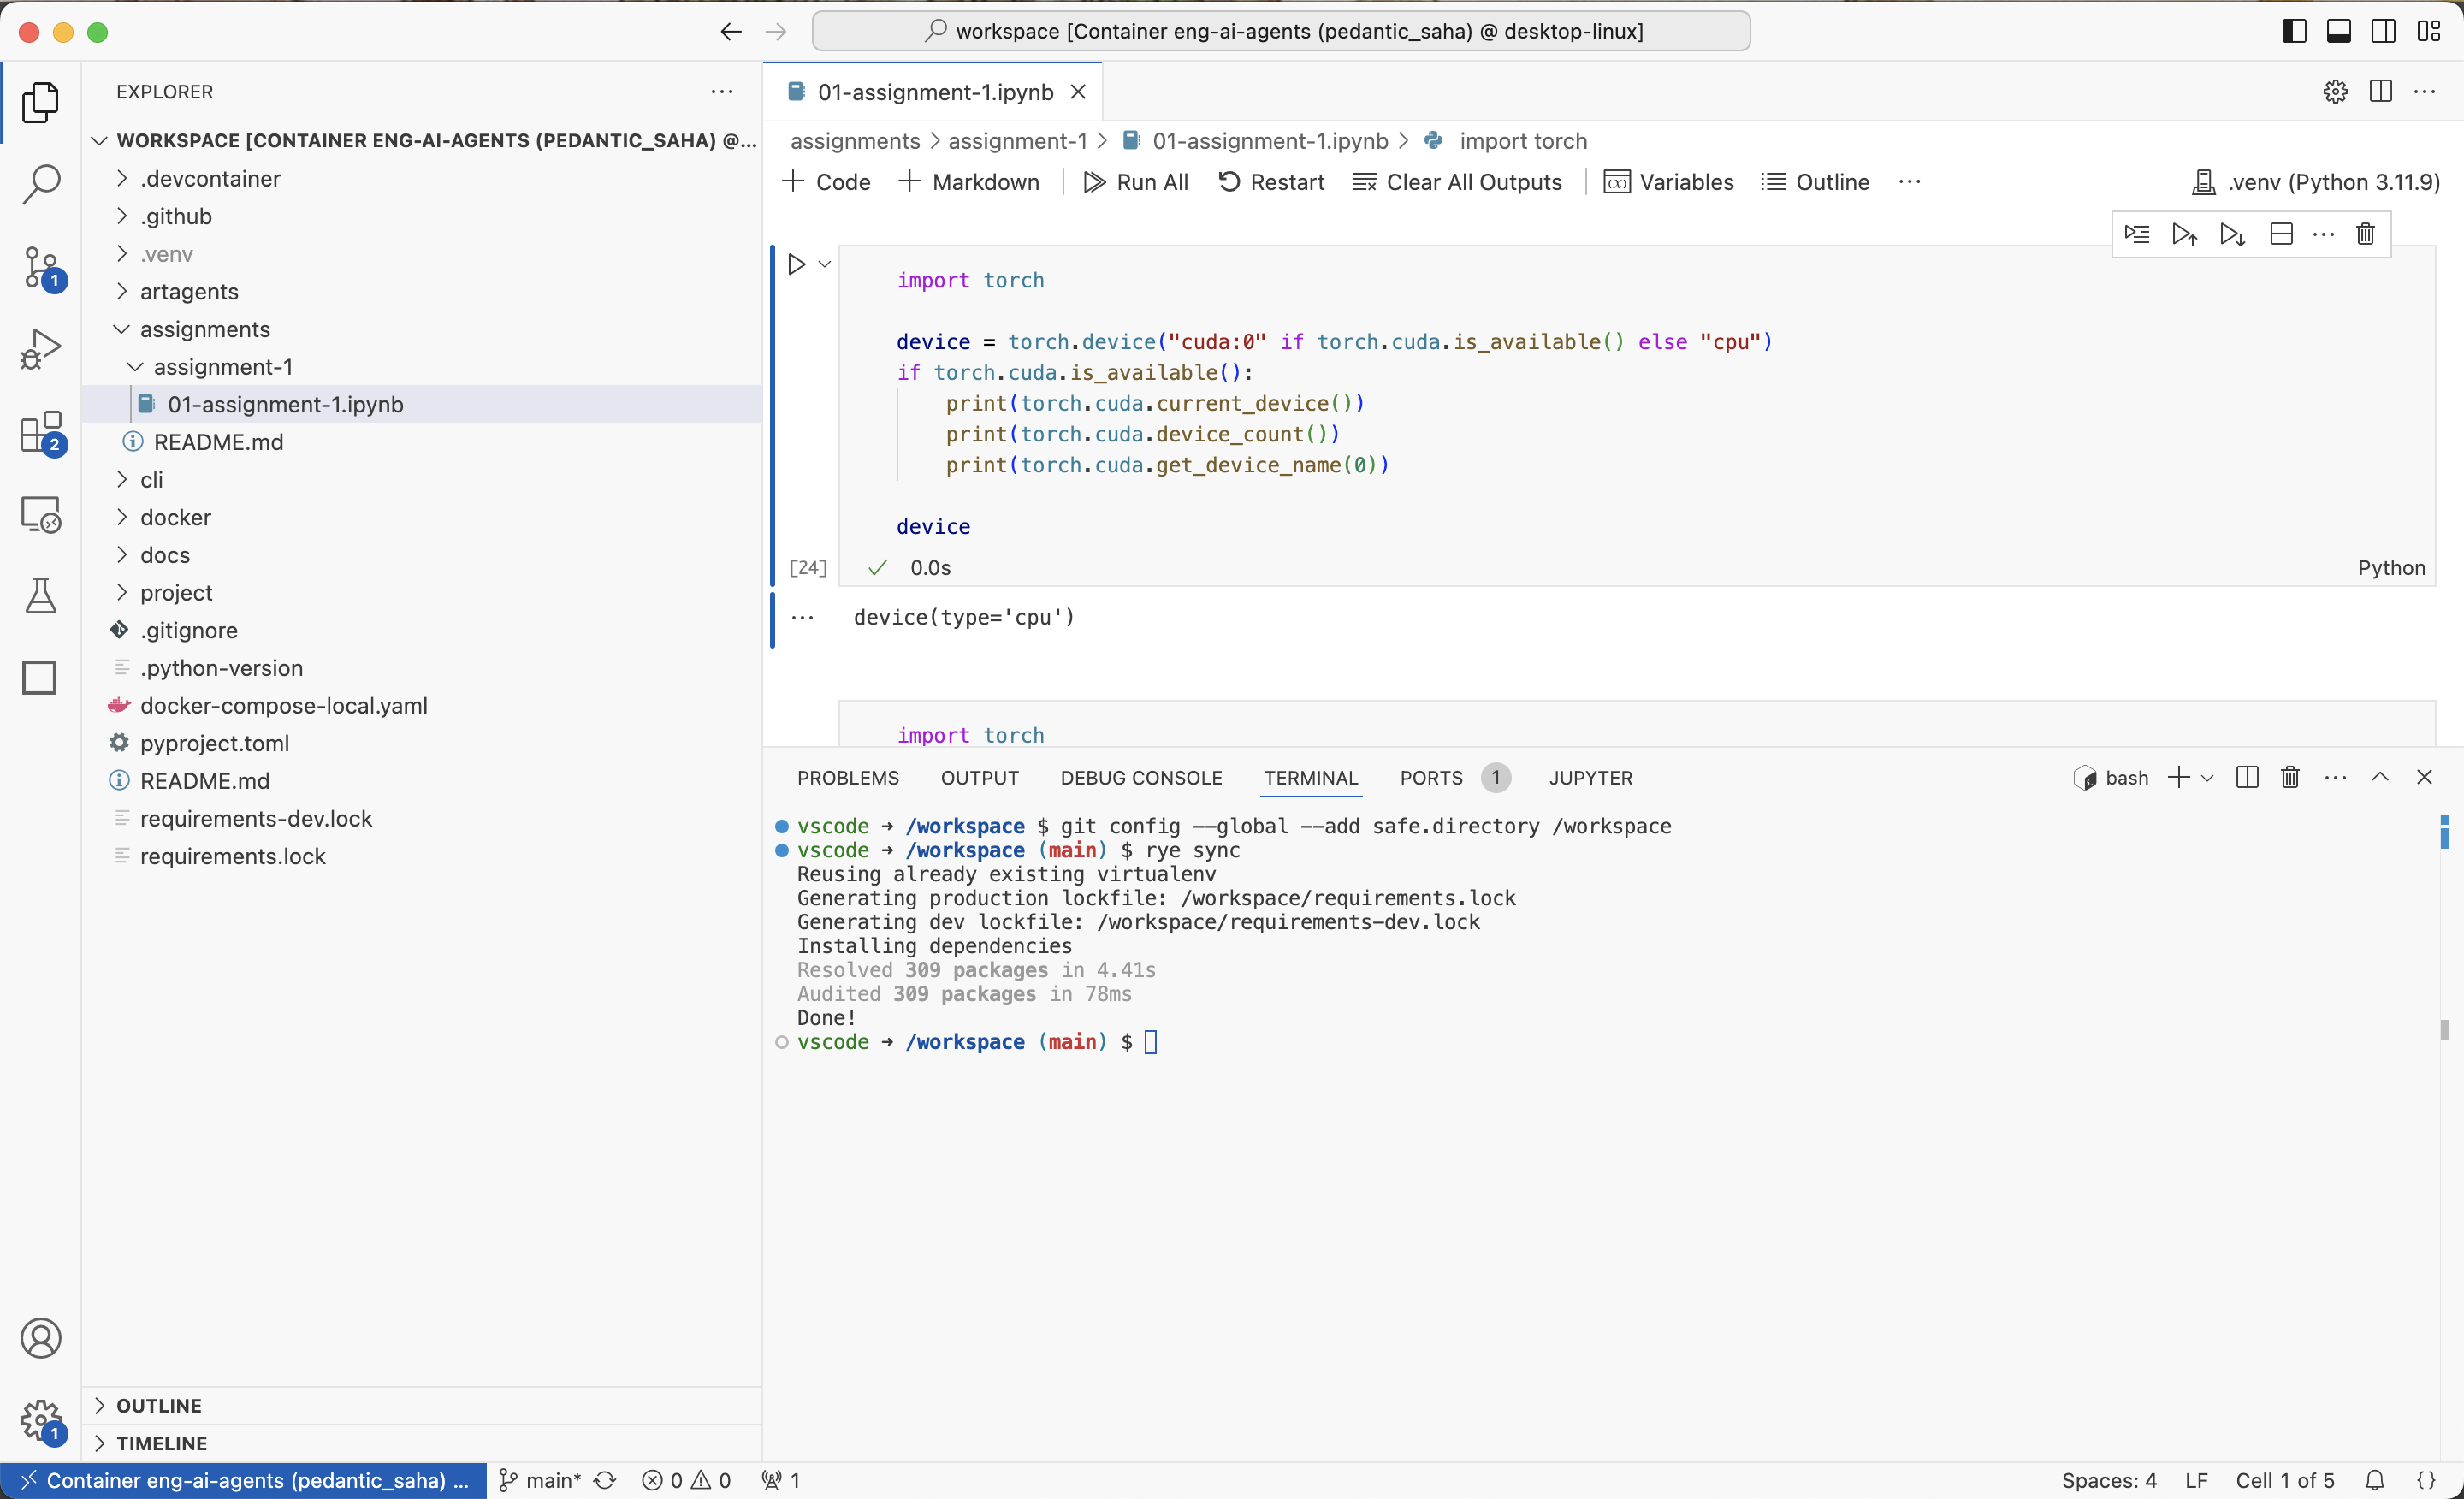 workspace [Container eng-ai-agents (pedantic_saha) @ desktop-linux]
EXPLORER
WORKSPACE [CONTAINER ENG-AI-AGENTS (PEDANTIC_SAHA) @...
.devcontainer
.github
.venv
artagents
assignments
assignment-1
01-assignment-1.ipynb
README.md
cli
docker
docs
project
.gitignore
.python-version
docker-compose-local.yaml
pyproject.toml
README.md
requirements-dev.lock
requirements.lock
OUTLINE
TIMELINE
1
2
1
01-assignment-1.ipynb
assignments > assignment-1 > 01-assignment-1.ipynb > import torch
Code Markdown Run All Restart Clear All Outputs Variables Outline ... .venv (Python 3.11.9)
import torch
device = torch.device("cuda:0" if torch.cuda.is_available() else "cpu")
if torch.cuda.is_available():
print(torch.cuda.current_device())
print(torch.cuda.device_count())
print(torch.cuda.get_device_name(0))
device
[24] 0.0s Python
device(type='cpu')
import torch
PROBLEMS OUTPUT DEBUG CONSOLE TERMINAL PORTS 1 JUPYTER bash
vscode ➜ /workspace $ git config --global --add safe.directory /workspace
vscode ➜ /workspace (main) $ rye sync
Reusing already existing virtualenv
Generating production lockfile: /workspace/requirements.lock
Generating dev lockfile: /workspace/requirements-dev.lock
Installing dependencies
Resolved 309 packages in 4.41s
Audited 309 packages in 78ms
Done!
vscode ➜ /workspace (main) $
Container eng-ai-agents (pedantic_saha) ... main* 0 0 1 Spaces: 4 LF Cell 1 of 5 {}